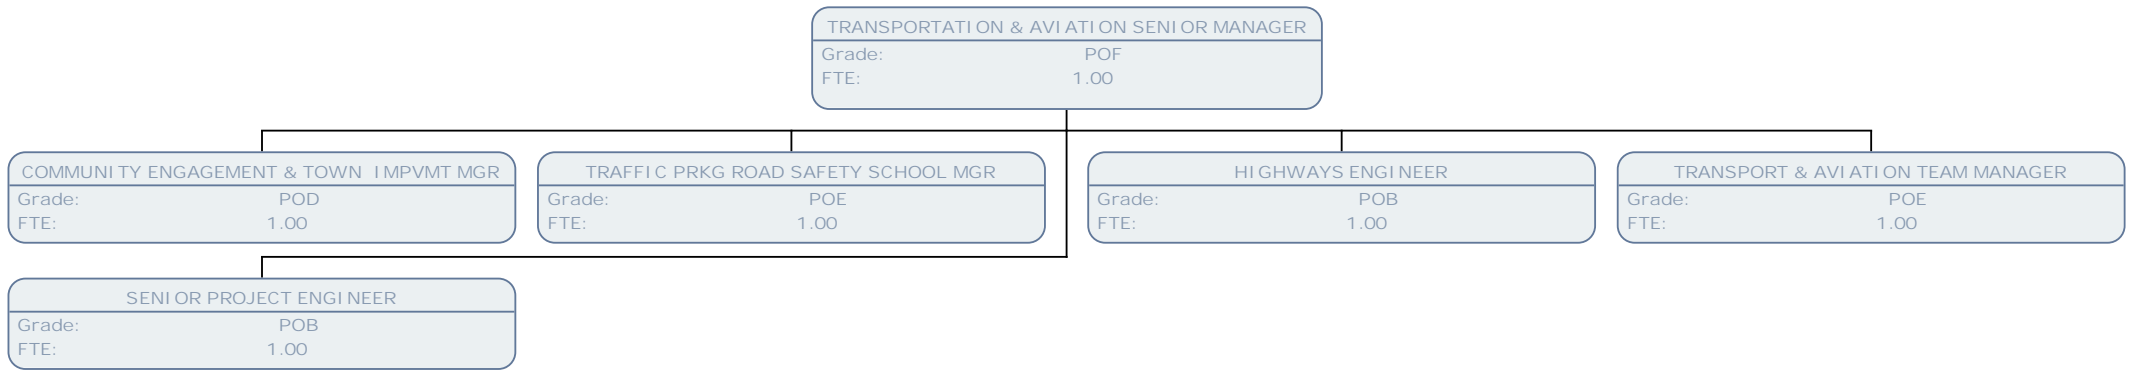 TRANSPORTATION & AVIATION SENIOR MANAGER
Grade: POF
FTE: 1.00
COMMUNITY ENGAGEMENT & TOWN IMPVMT MGR
Grade: POD
FTE: 1.00
TRAFFIC PRKG ROAD SAFETY SCHOOL MGR
Grade: POE
FTE: 1.00
HIGHWAYS ENGINEER
Grade: POB
FTE: 1.00
TRANSPORT & AVIATION TEAM MANAGER
Grade: POE
FTE: 1.00
SENIOR PROJECT ENGINEER
Grade: POB
FTE: 1.00